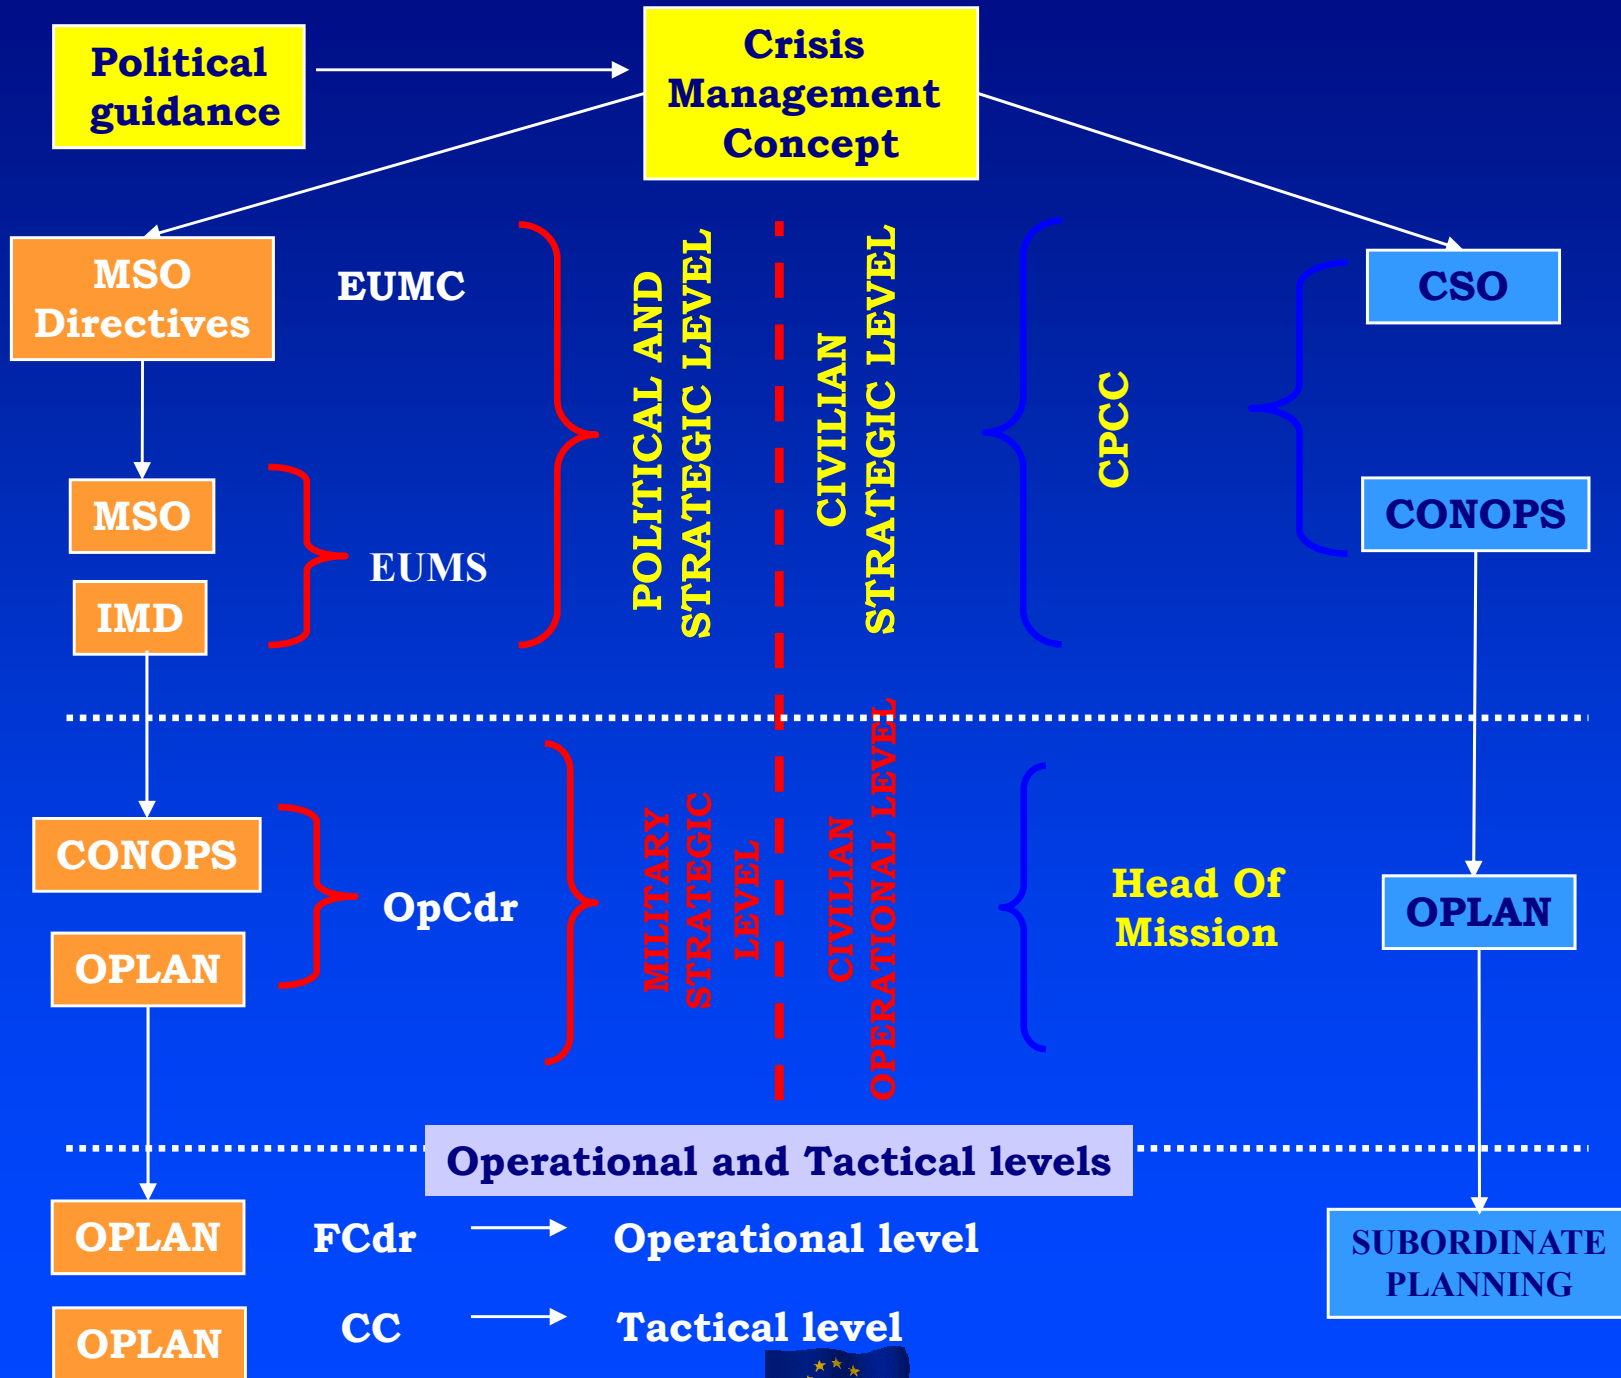 Political
guidance
Crisis
Management
Concept
MSO
Directives
EUMC
MSO
IMD
EUMS
POLITICAL AND
STRATEGIC LEVEL
CIVILIAN
STRATEGIC LEVEL
CPCC
CSO
CONOPS
CONOPS
OPLAN
OpCdr
MILITARY
STRATEGIC
LEVEL
CIVILIAN
OPERATIONAL LEVEL
Head Of
Mission
OPLAN
Operational and Tactical levels
OPLAN
FCdr
Operational level
OPLAN
CC
Tactical level
SUBORDINATE
PLANNING